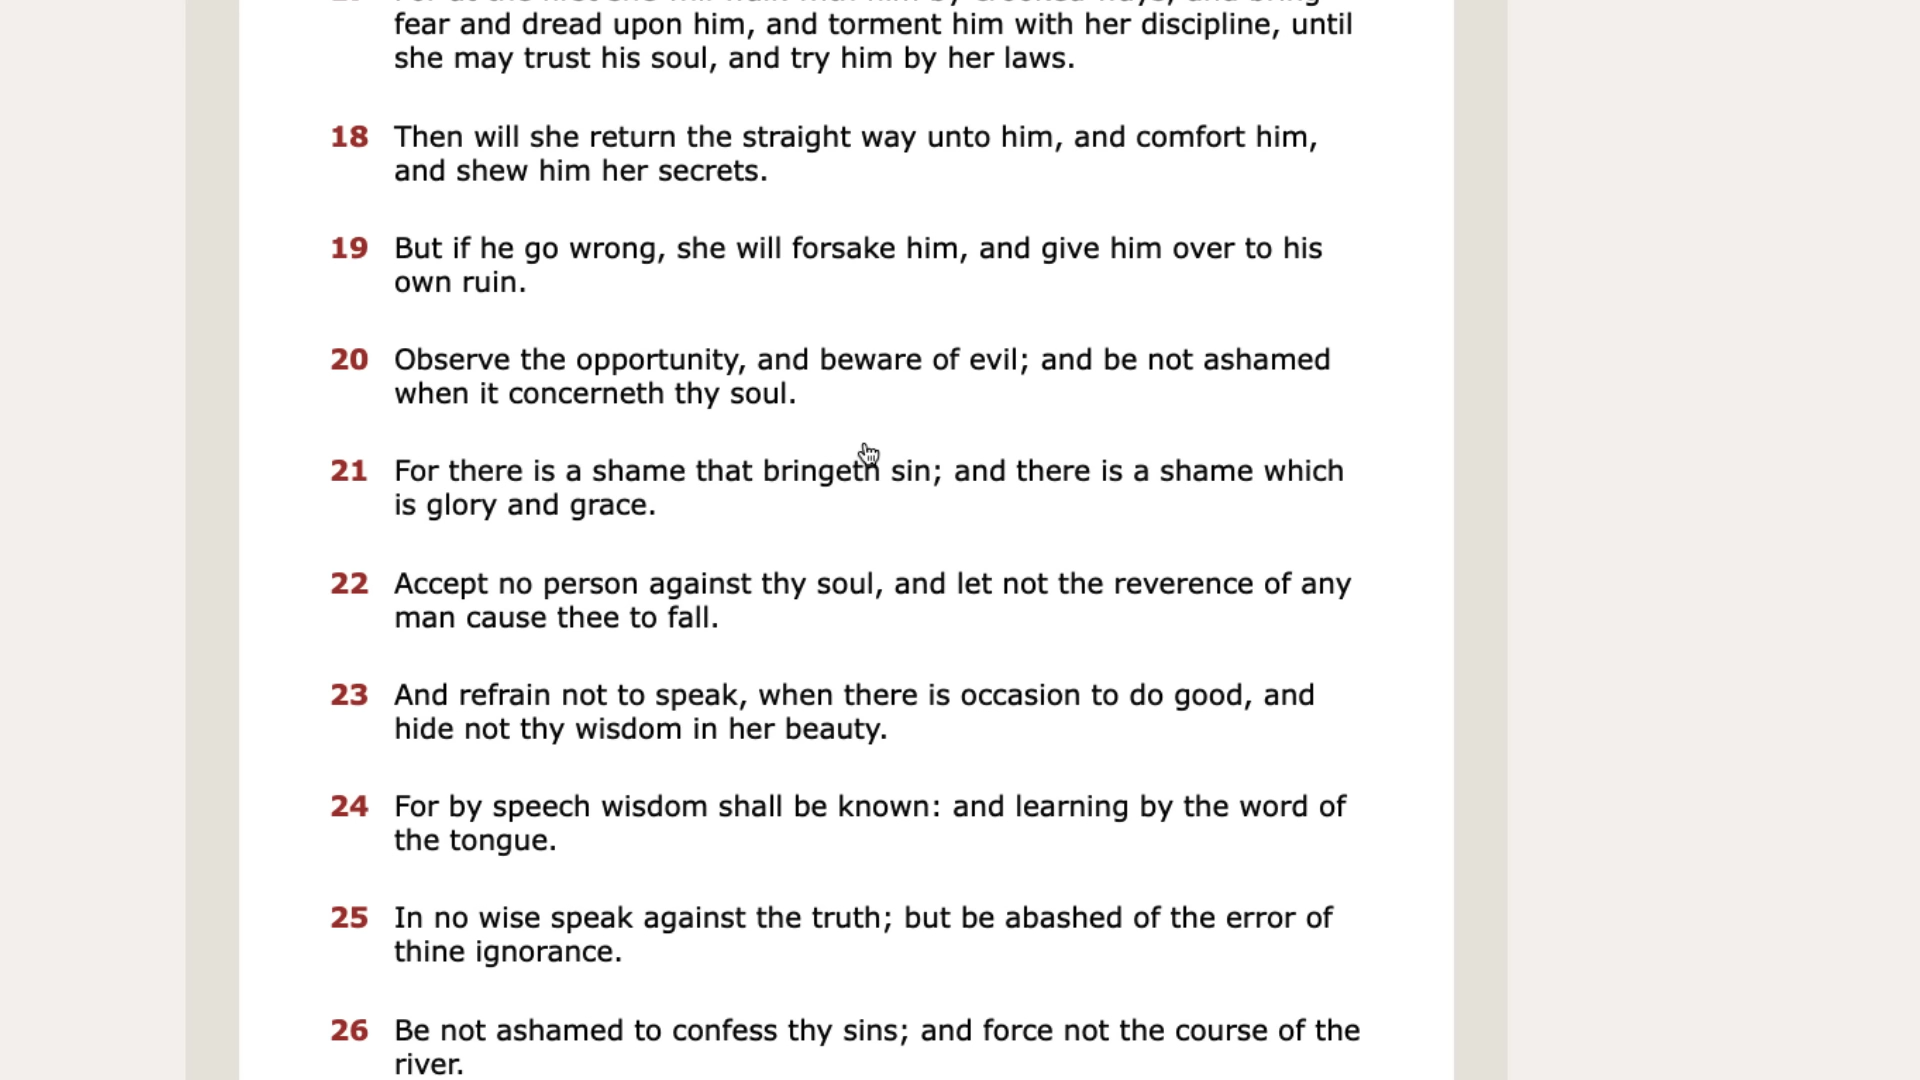 fear and dread upon him, and torment him with her discipline, until
she may trust his soul, and try him by her laws.
18 Then will she return the straight way unto him, and comfort him,
and shew him her secrets.
19 But if he go wrong, she will forsake him, and give him over to his
own ruin.
20 Observe the opportunity, and beware of evil; and be not ashamed
when it concerneth thy soul.
21 For there is a shame that bringeth sin; and there is a shame which
is glory and grace.
22 Accept no person against thy soul, and let not the reverence of any
man cause thee to fall.
23 And refrain not to speak, when there is occasion to do good, and
hide not thy wisdom in her beauty.
24 For by speech wisdom shall be known: and learning by the word of
the tongue.
25 In no wise speak against the truth; but be abashed of the error of
thine ignorance.
26 Be not ashamed to confess thy sins; and force not the course of the
river.